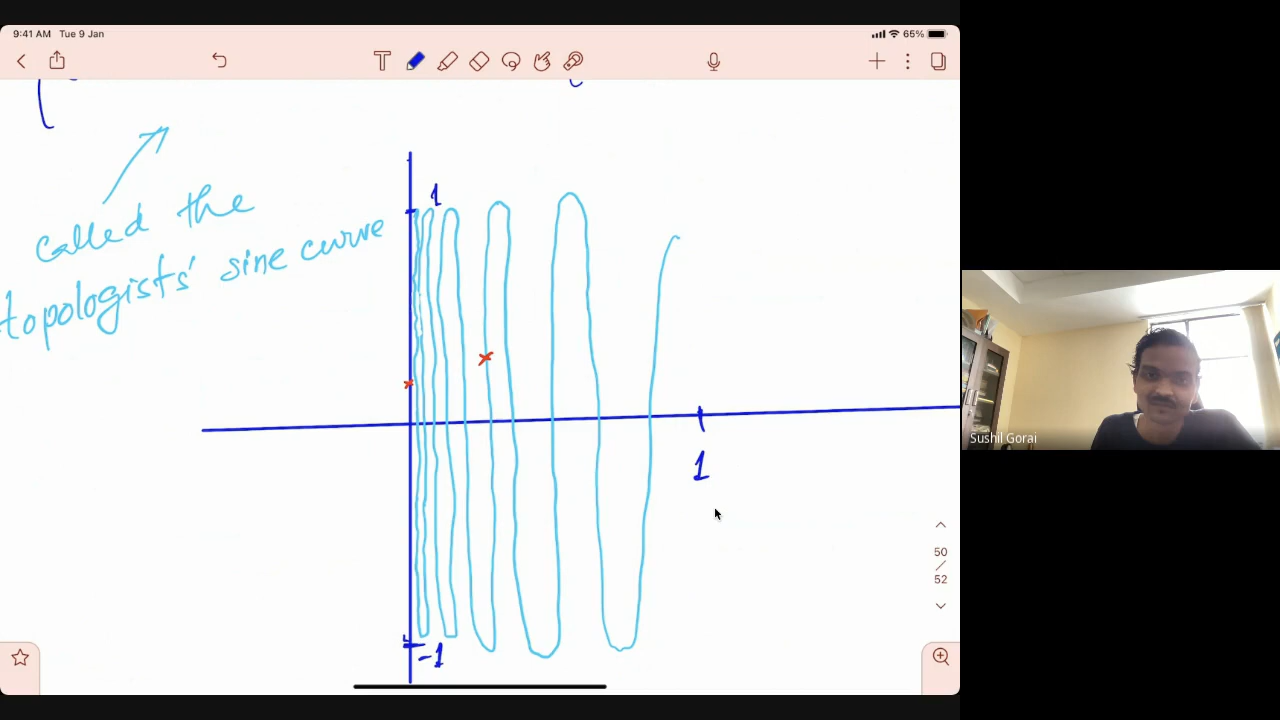 9:41 AM Tue 9 Jan
65%
called the
topologists' sine curve
1
1
-1
Sushil Gorai
50
/
52